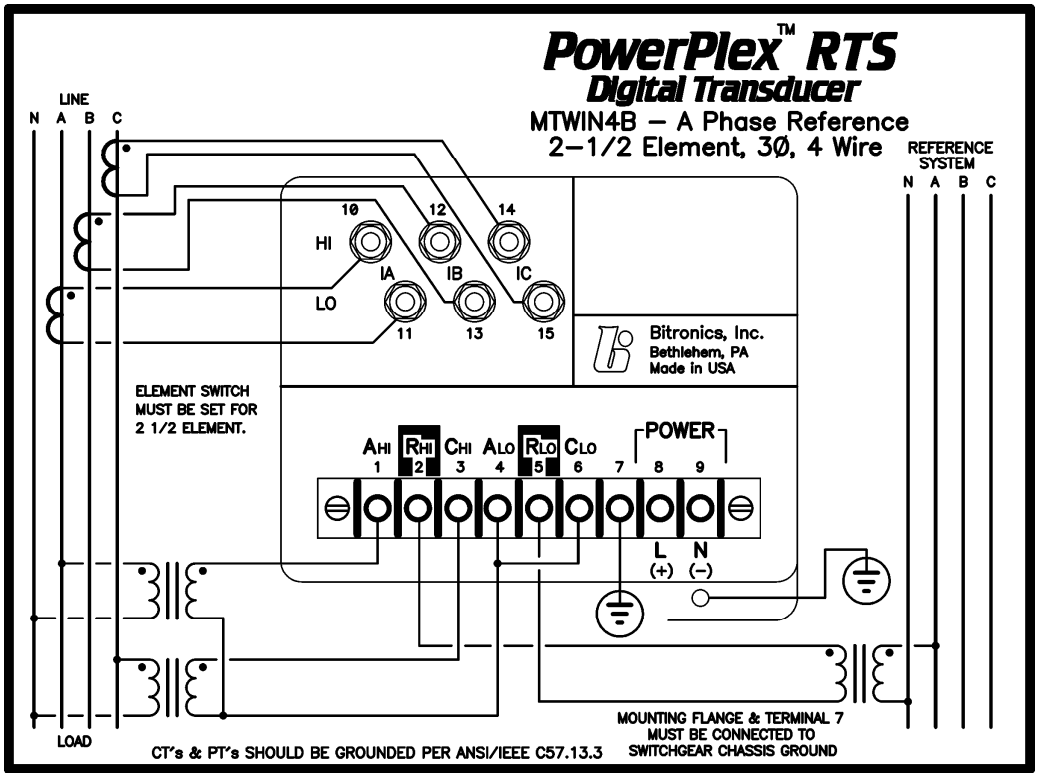 PowerPlex™ RTS
Digital Transducer
MTWIN4B – A Phase Reference
2–1/2 Element, 3Ø, 4 Wire
LINE
N A B C
REFERENCE
SYSTEM
N A B C
10 12 14
HI
IA IB IC
LO
11 13 15
Bitronics, Inc.
Bethlehem, PA
Made in USA
ELEMENT SWITCH
MUST BE SET FOR
2 1/2 ELEMENT.
POWER
AHI RHI CHI ALO RLO CLO
1 2 3 4 5 6 7 8 9
L N
(+) (–)
LOAD
MOUNTING FLANGE & TERMINAL 7
MUST BE CONNECTED TO
SWITCHGEAR CHASSIS GROUND
CT's & PT's SHOULD BE GROUNDED PER ANSI/IEEE C57.13.3